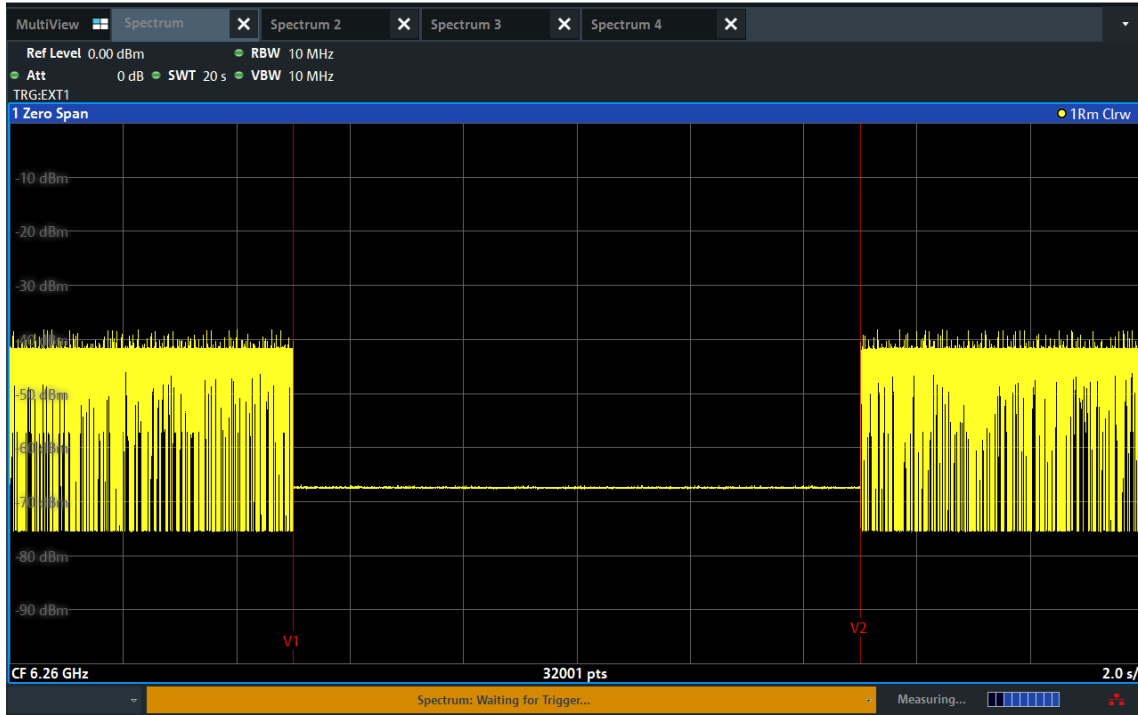 MultiView Spectrum Spectrum 2 Spectrum 3 Spectrum 4
Ref Level 0.00 dBm RBW 10 MHz
Att 0 dB SWT 20 s VBW 10 MHz
TRG:EXT1
1 Zero Span 1Rm Clrw
-10 dBm
-20 dBm
-30 dBm
-40 dBm
-50 dBm
-60 dBm
-70 dBm
-80 dBm
-90 dBm
V1
V2
CF 6.26 GHz 32001 pts 2.0 s/
Spectrum: Waiting for Trigger... Measuring...